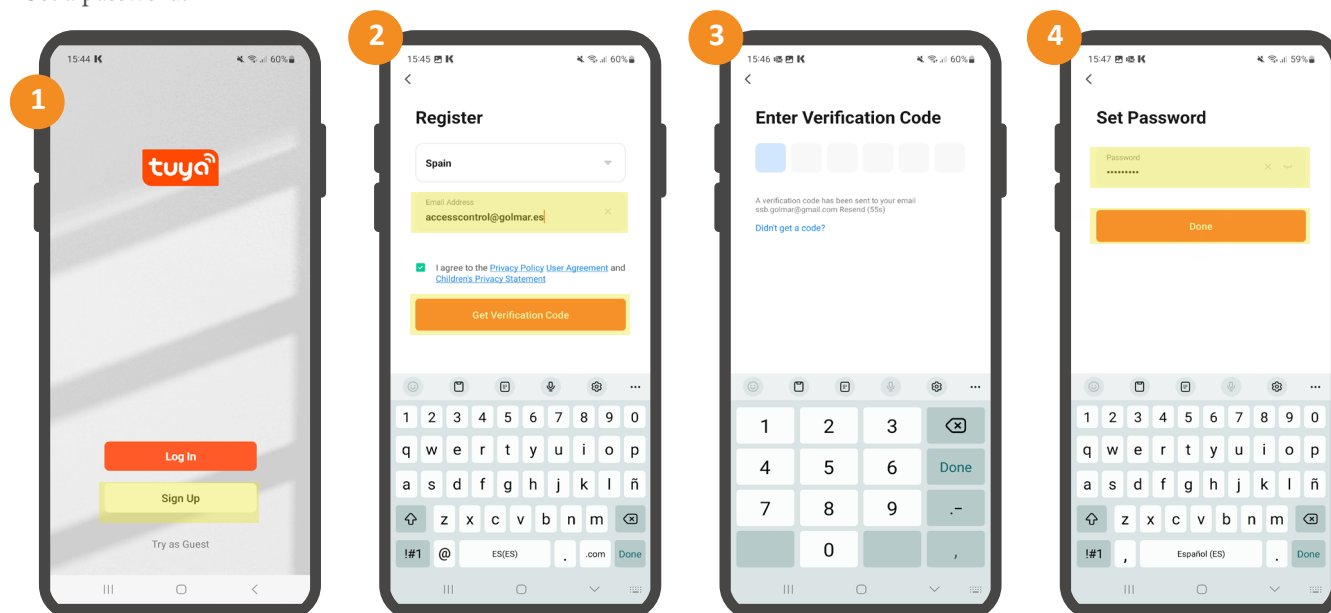 1
15:44
60%
tuya
Log In
Sign Up
Try as Guest
2
15:45
60%
Register
Spain
Email Address
accesscontrol@golmar.es
I agree to the Privacy Policy User Agreement and
Children's Privacy Statement
Get Verification Code
1 2 3 4 5 6 7 8 9 0
q w e r t y u i o p
a s d f g h j k l ñ
z x c v b n m
!#1 @ ES(ES) . .com Done
3
15:46
60%
Enter Verification Code
A verification code has been sent to your email
ssb.golmar@gmail.com Resend (55s)
Didn't get a code?
1 2 3
4 5 6 Done
7 8 9 .-
0 ,
4
15:47
59%
Set Password
Password
•••••••••
Done
1 2 3 4 5 6 7 8 9 0
q w e r t y u i o p
a s d f g h j k l ñ
z x c v b n m
!#1 , Español (ES) . Done